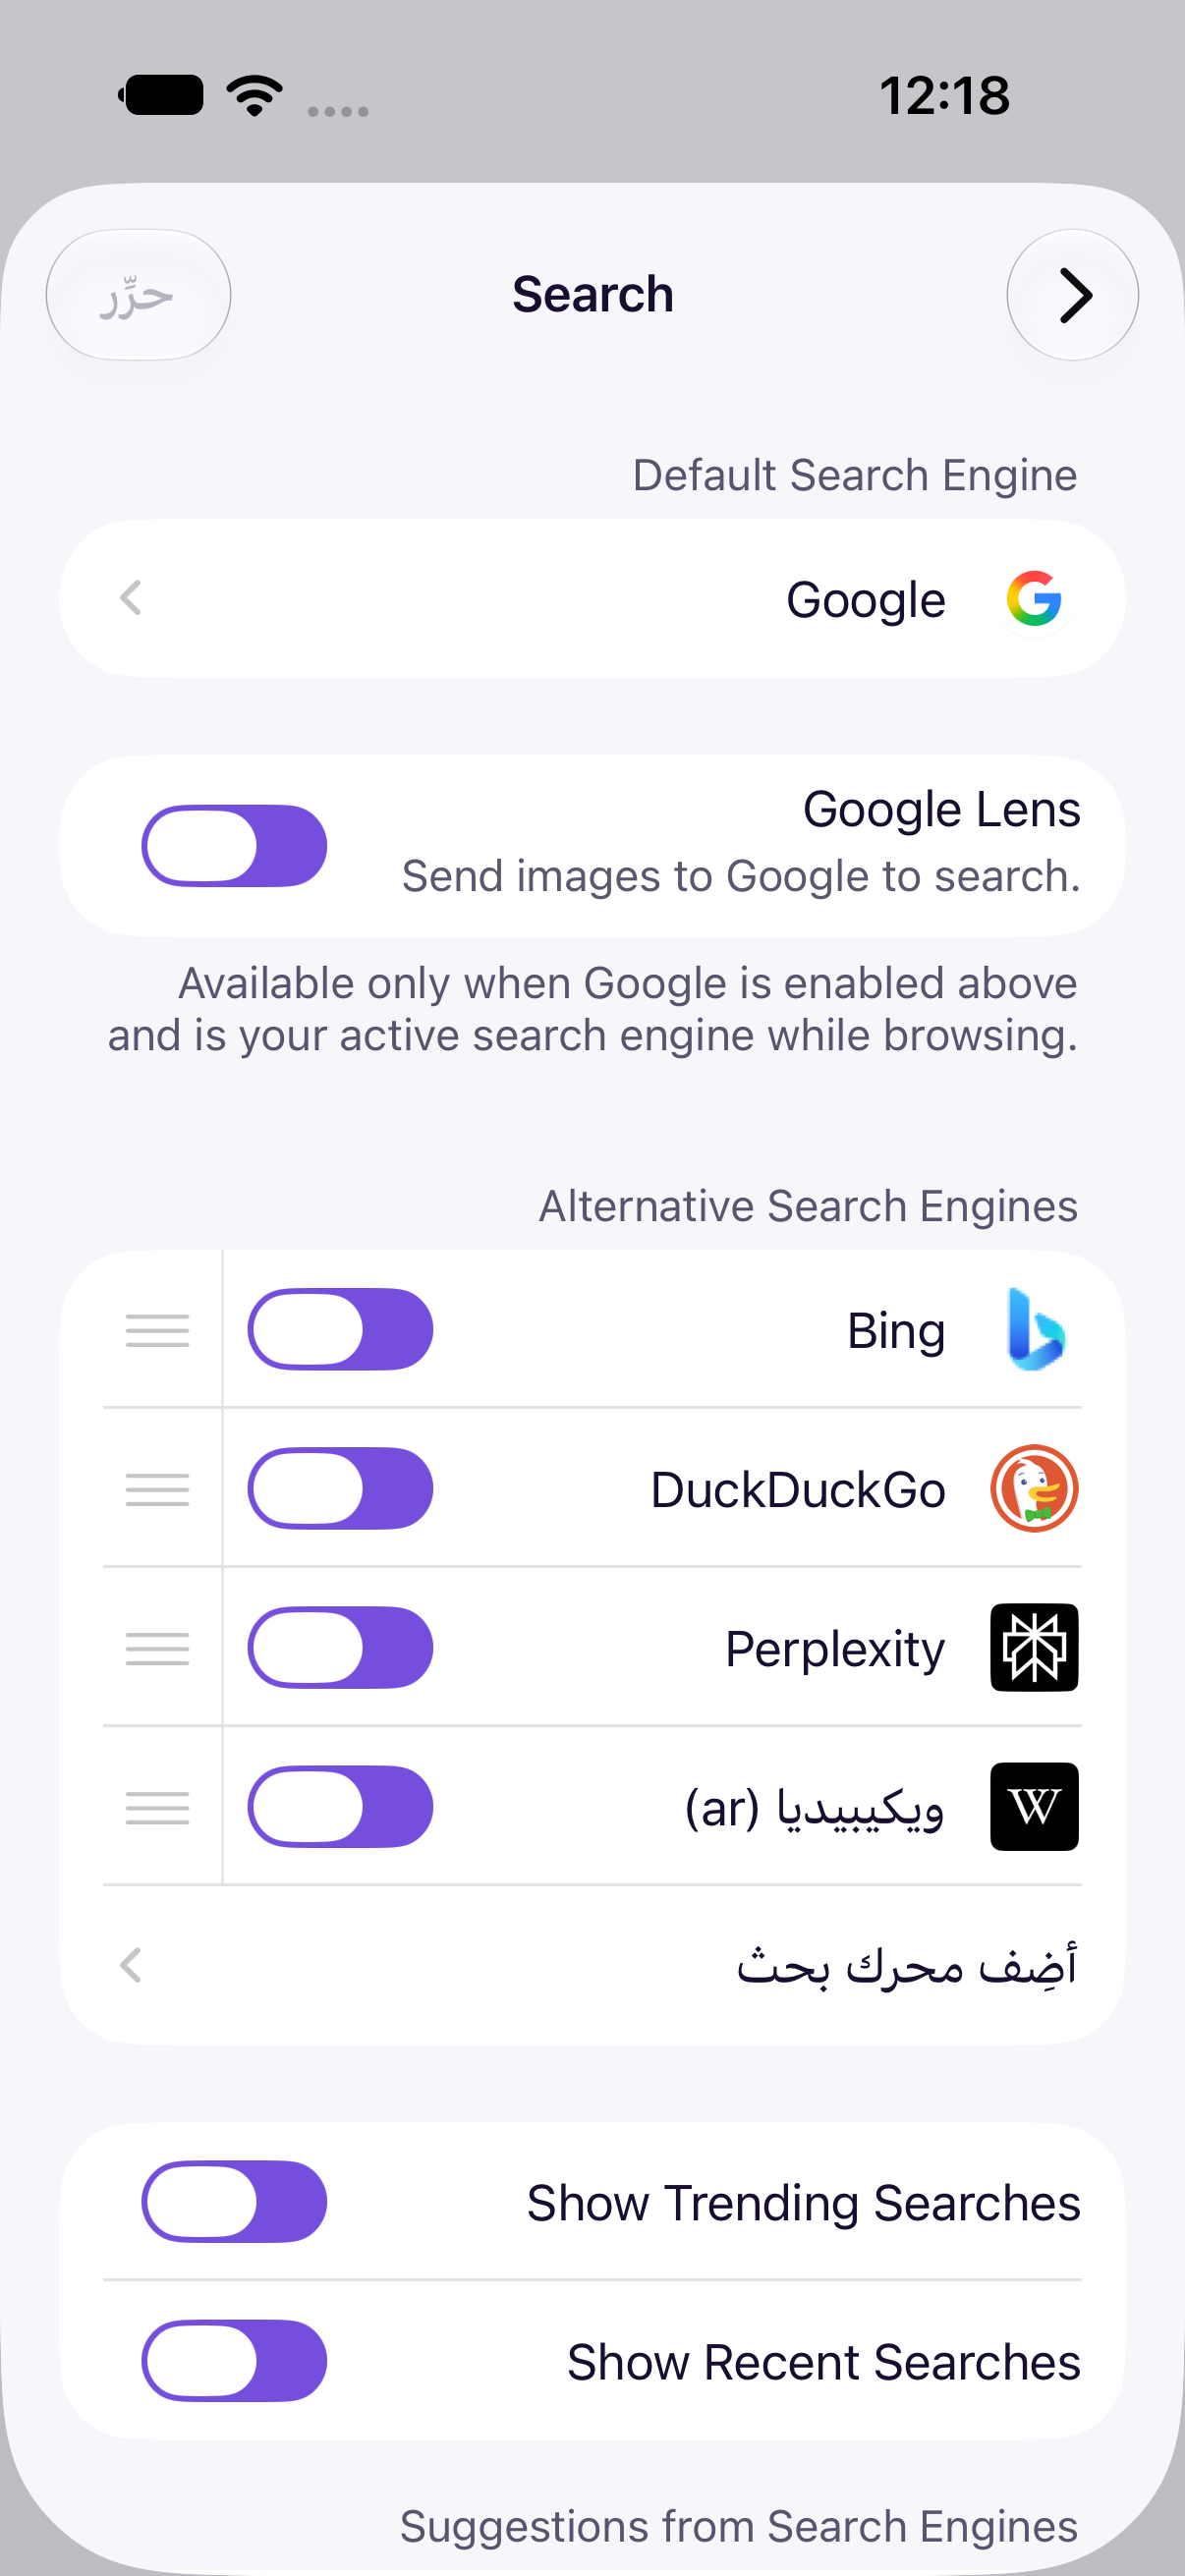 12:18
حرِّر
Search
Default Search Engine
Google
Google Lens
Send images to Google to search.
Available only when Google is enabled above
and is your active search engine while browsing.
Alternative Search Engines
Bing
DuckDuckGo
Perplexity
ويكيبيديا (ar)
أضِف محرك بحث
Show Trending Searches
Show Recent Searches
Suggestions from Search Engines